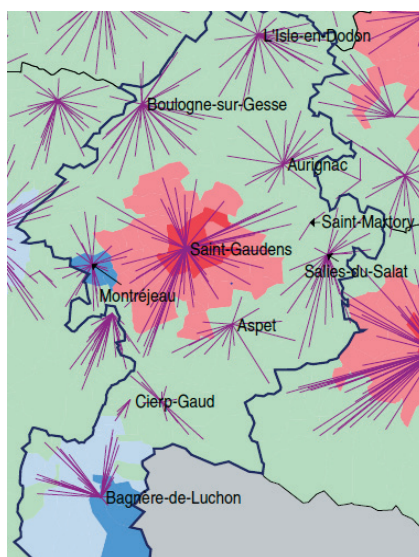 L'Isle-en-Dodon
Boulogne-sur-Gesse
Aurignac
Saint-Martory
Saint-Gaudens
Salies-du-Salat
Montréjeau
Aspet
Cierp-Gaud
Bagnère-de-Luchon